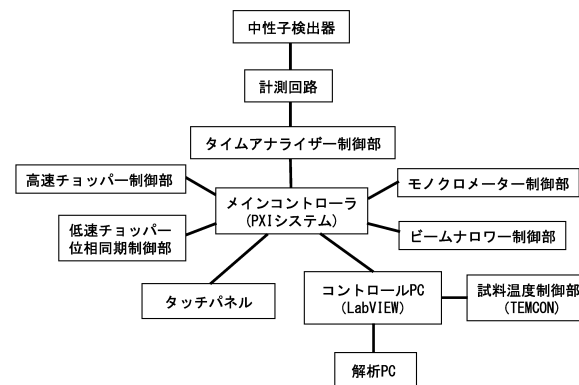 中性子検出器
計測回路
タイムアナライザー制御部
高速チョッパー制御部
モノクロメーター制御部
メインコントローラ
(PXIシステム)
低速チョッパー
位相同期制御部
ビームナロワー制御部
タッチパネル
コントロールPC
(LabVIEW)
試料温度制御部
(TEMCON)
解析PC